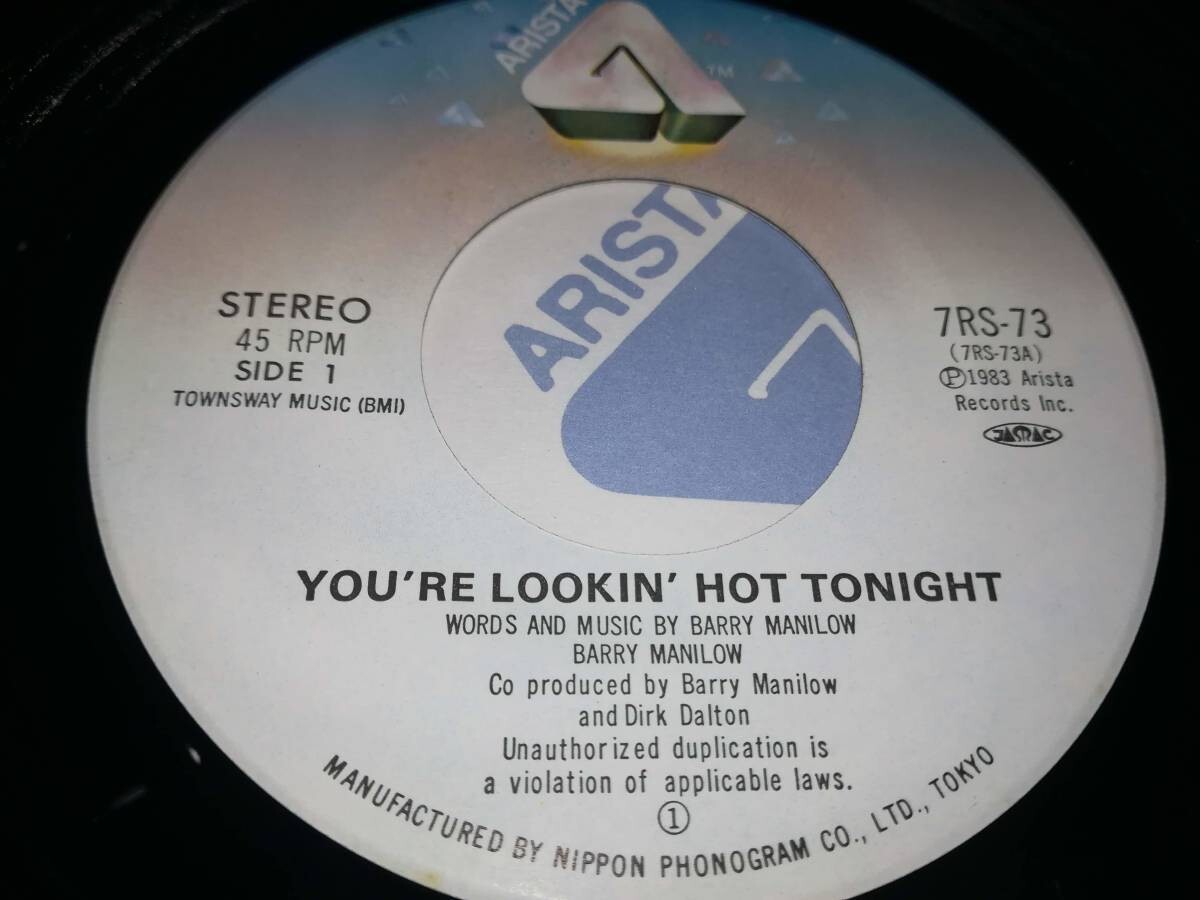 ARISTA
TM
ARISTA
STEREO
45 RPM
SIDE 1
TOWNSWAY MUSIC (BMI)
7RS-73
(7RS-73A)
Ⓟ1983 Arista
Records Inc.
JASRAC
YOU'RE LOOKIN' HOT TONIGHT
WORDS AND MUSIC BY BARRY MANILOW
BARRY MANILOW
Co produced by Barry Manilow
and Dirk Dalton
Unauthorized duplication is
a violation of applicable laws.
①
MANUFACTURED BY NIPPON PHONOGRAM CO., LTD., TOKYO